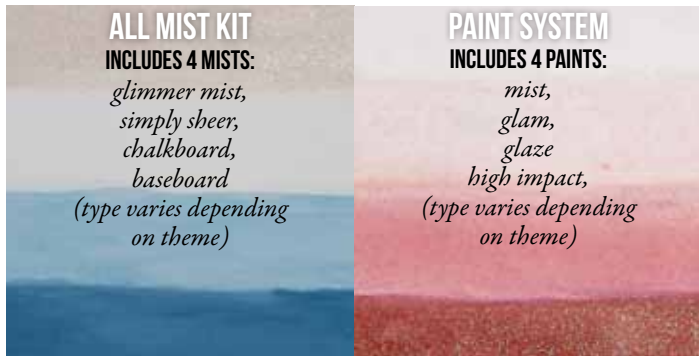 ALL MIST KIT
INCLUDES 4 MISTS:
glimmer mist,
simply sheer,
chalkboard,
baseboard
(type varies depending
on theme)
PAINT SYSTEM
INCLUDES 4 PAINTS:
mist,
glam,
glaze
high impact,
(type varies depending
on theme)